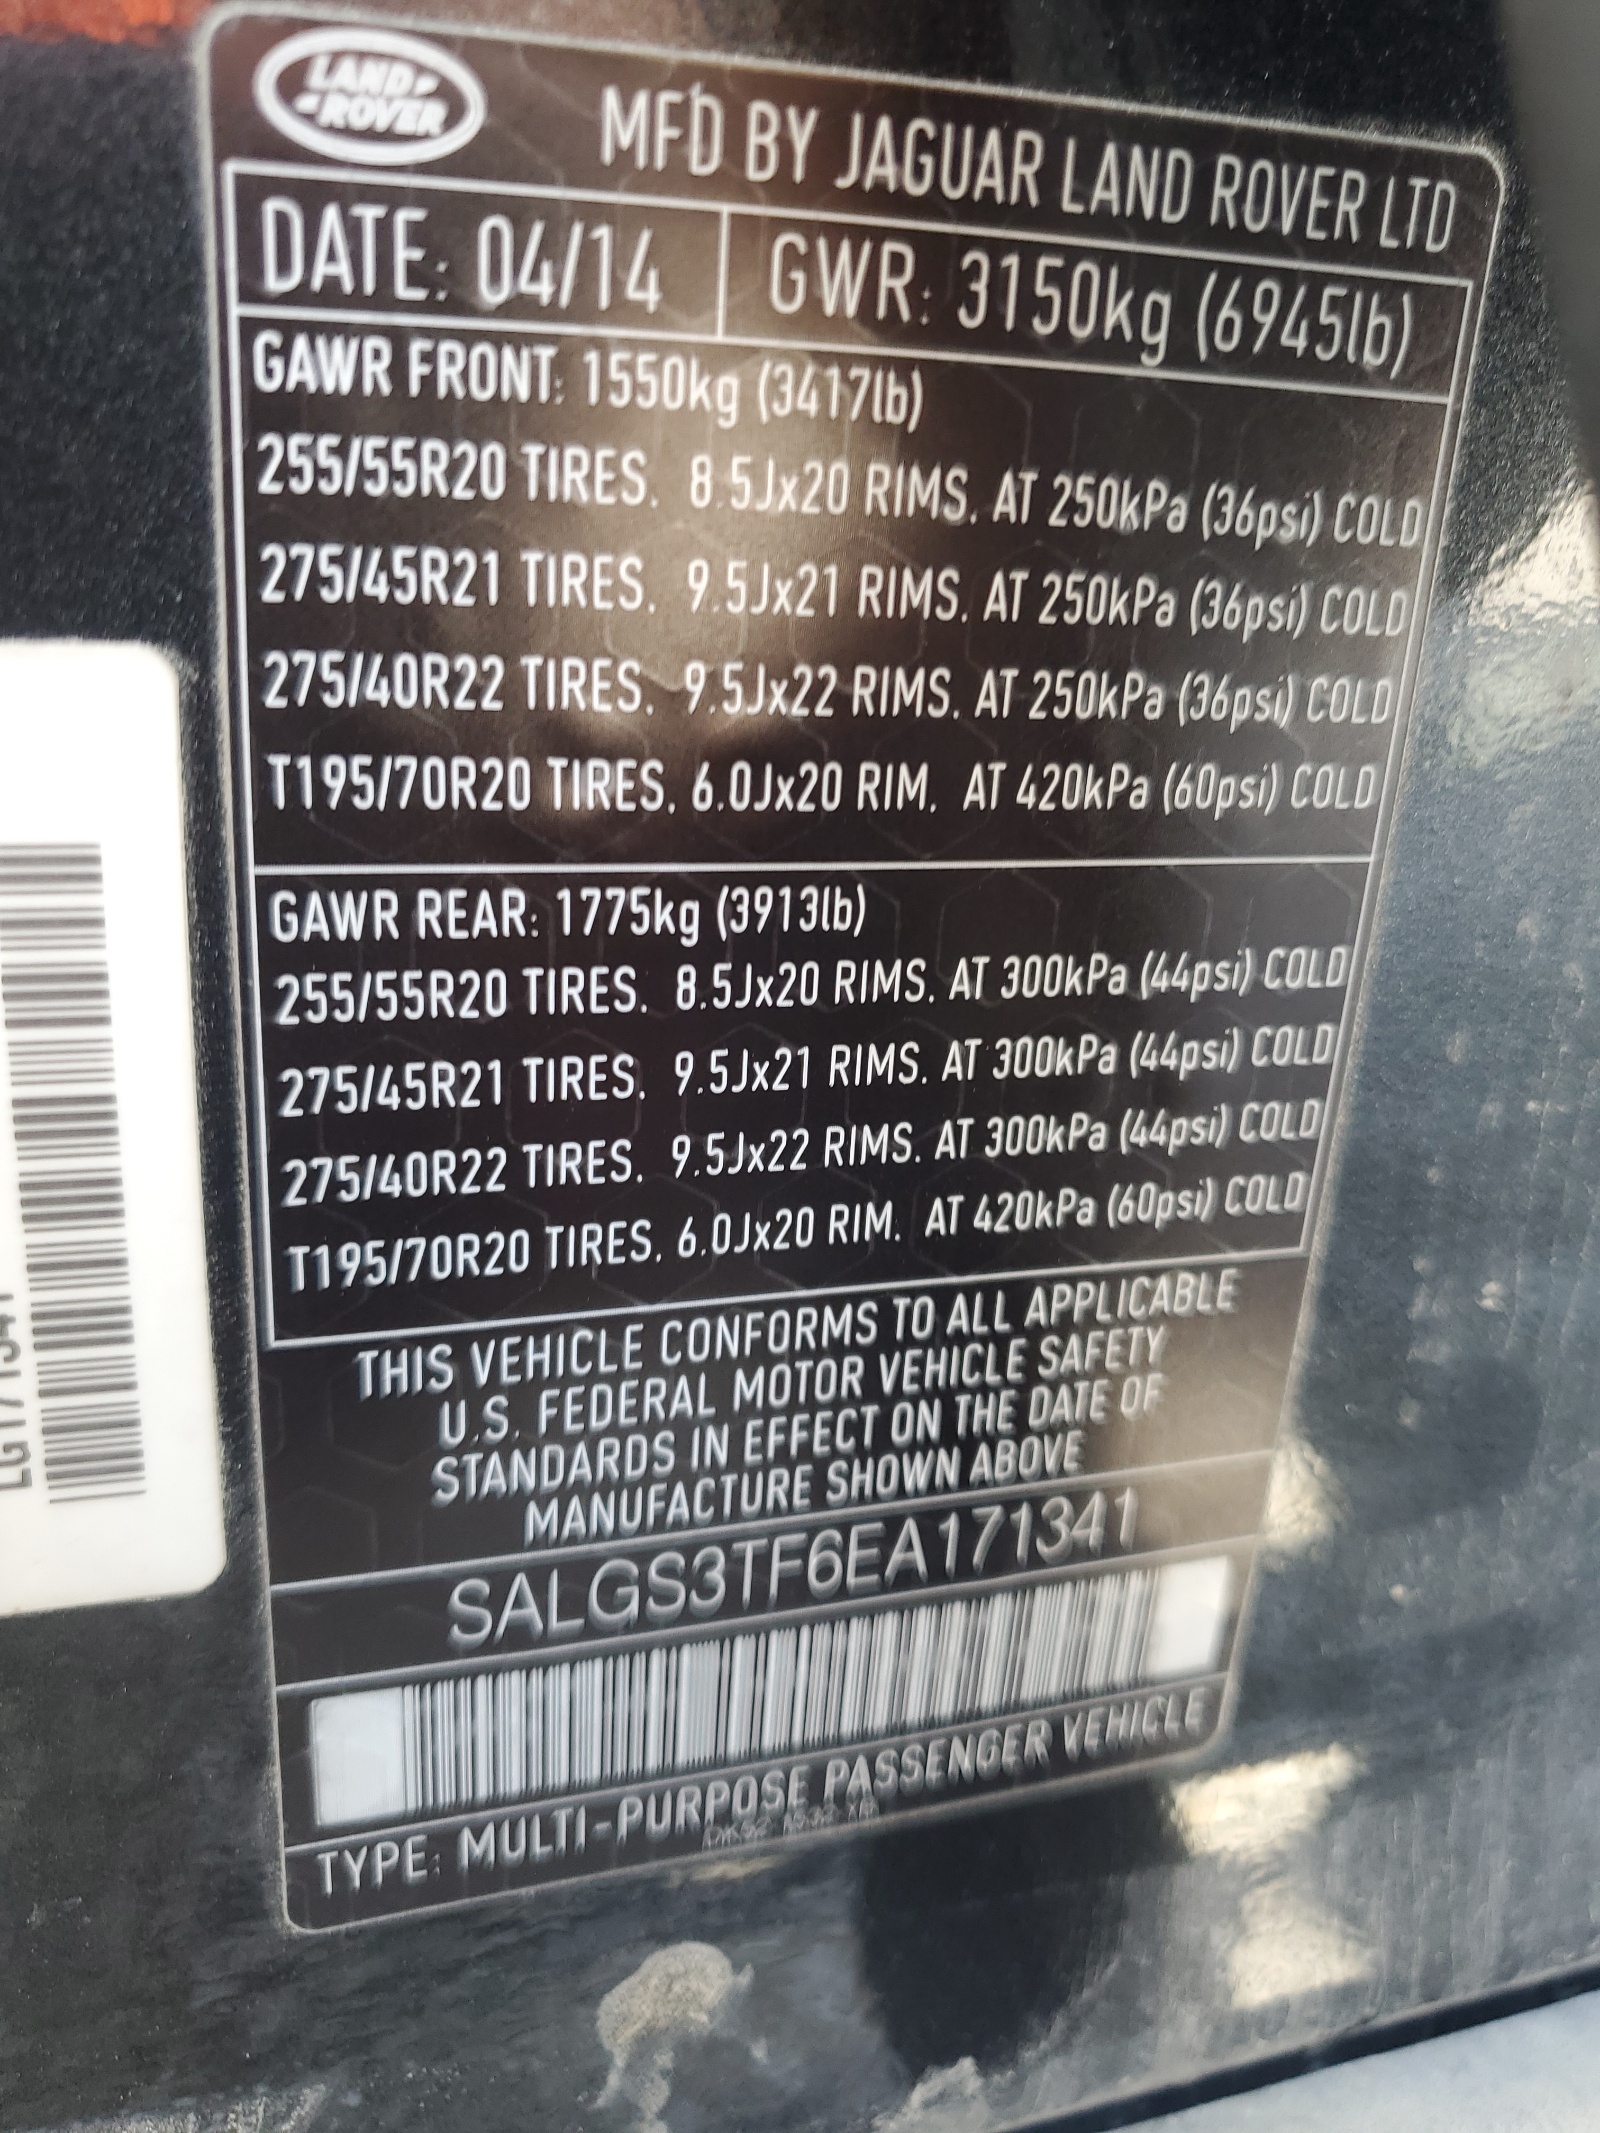 LAND
ROVER
MFD BY JAGUAR LAND ROVER LTD
DATE: 04/14 GWR: 3150kg (6945lb)
GAWR FRONT: 1550kg (3417lb)
255/55R20 TIRES. 8.5Jx20 RIMS. AT 250kPa (36psi) COLD
275/45R21 TIRES. 9.5Jx21 RIMS. AT 250kPa (36psi) COLD
275/40R22 TIRES. 9.5Jx22 RIMS. AT 250kPa (36psi) COLD
T195/70R20 TIRES. 6.0Jx20 RIM. AT 420kPa (60psi) COLD
GAWR REAR: 1775kg (3913lb)
255/55R20 TIRES. 8.5Jx20 RIMS. AT 300kPa (44psi) COLD
275/45R21 TIRES. 9.5Jx21 RIMS. AT 300kPa (44psi) COLD
275/40R22 TIRES. 9.5Jx22 RIMS. AT 300kPa (44psi) COLD
T195/70R20 TIRES. 6.0Jx20 RIM. AT 420kPa (60psi) COLD
THIS VEHICLE CONFORMS TO ALL APPLICABLE
U.S. FEDERAL MOTOR VEHICLE SAFETY
STANDARDS IN EFFECT ON THE DATE OF
MANUFACTURE SHOWN ABOVE
SALGS3TF6EA171341
TYPE: MULTI-PURPOSE PASSENGER VEHICLE